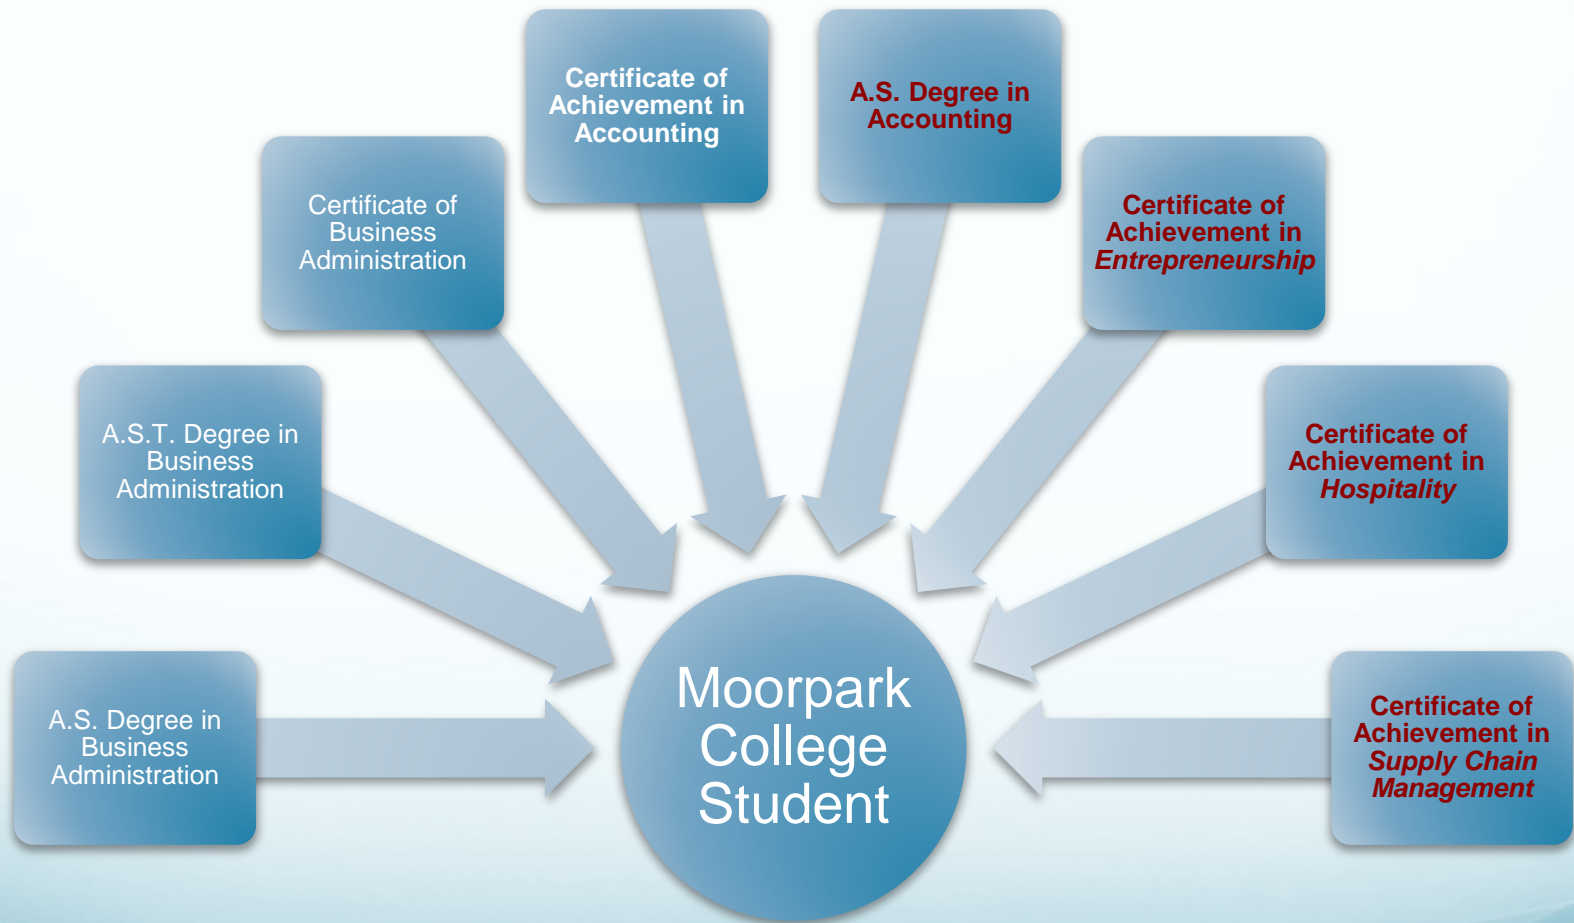 Certificate of
Achievement in
Accounting
A.S. Degree in
Accounting
Certificate of
Business
Administration
Certificate of
Achievement in
Entrepreneurship
A.S.T. Degree in
Business
Administration
Certificate of
Achievement in
Hospitality
A.S. Degree in
Business
Administration
Moorpark
College
Student
Certificate of
Achievement in
Supply Chain
Management